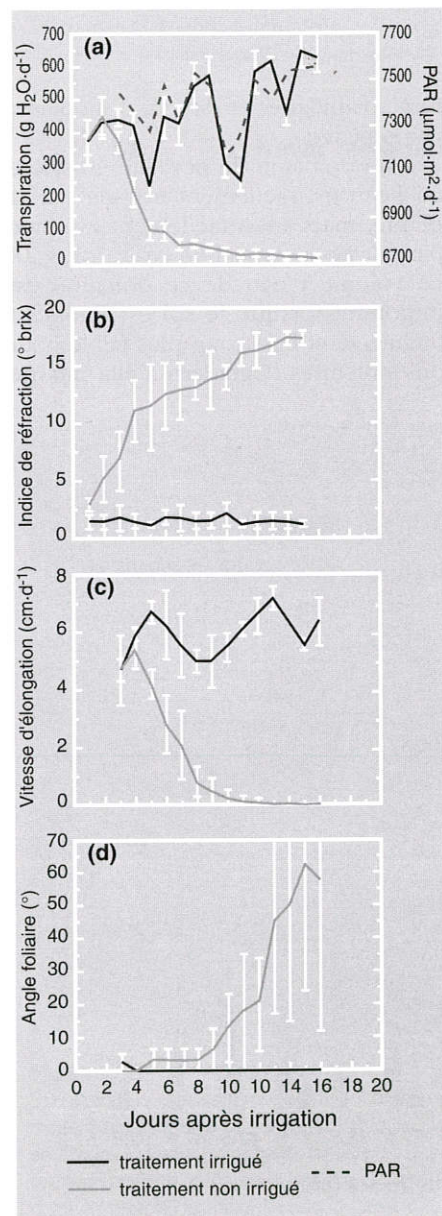 (a)
Transpiration (g H₂O·d⁻¹)
700
600
500
400
300
200
100
0
PAR (µmol·m²·d⁻¹)
7700
7500
7300
7100
6900
6700
(b)
Indice de réfraction (° brix)
20
15
10
5
0
(c)
Vitesse d'élongation (cm·d⁻¹)
8
6
4
2
0
(d)
Angle foliaire (°)
70
60
50
40
30
20
10
0
0 2 4 6 8 10 12 14 16 18 20
Jours après irrigation
traitement irrigué
PAR
traitement non irrigué